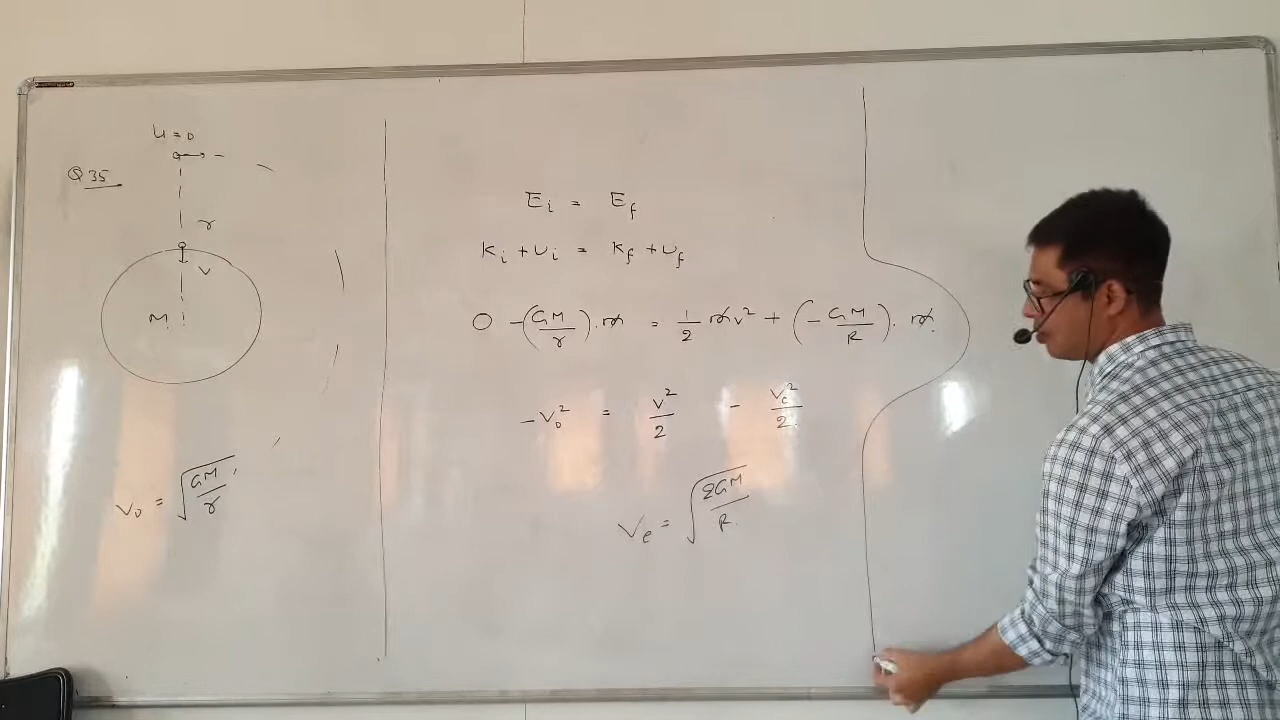 u = 0
Q 35
r
v
M
v₀ = √(GM/r)
Eᵢ = E_f
Kᵢ + Uᵢ = K_f + U_f
0 - (GM/r) . m = 1/2 mv² + (- GM/R) . m
- v₀² = v²/2 - vₑ²/2
vₑ = √(2GM/R)